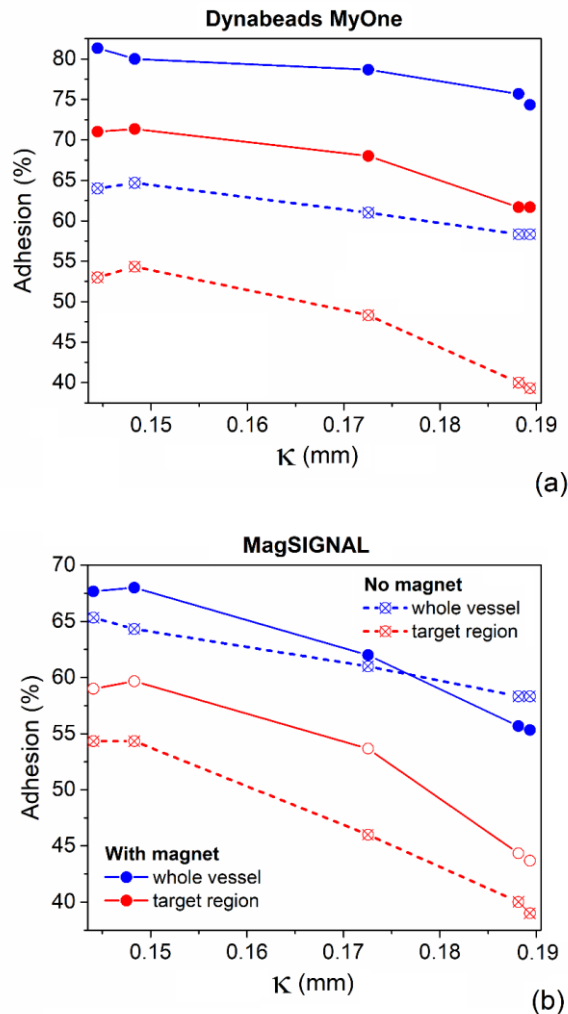 Dynabeads MyOne
80
75
70
65
60
55
50
45
40
Adhesion (%)
0.15 0.16 0.17 0.18 0.19
κ (mm)
(a)
MagSIGNAL
70
65
60
55
50
45
40
Adhesion (%)
No magnet
whole vessel
target region
With magnet
whole vessel
target region
0.15 0.16 0.17 0.18 0.19
κ (mm)
(b)